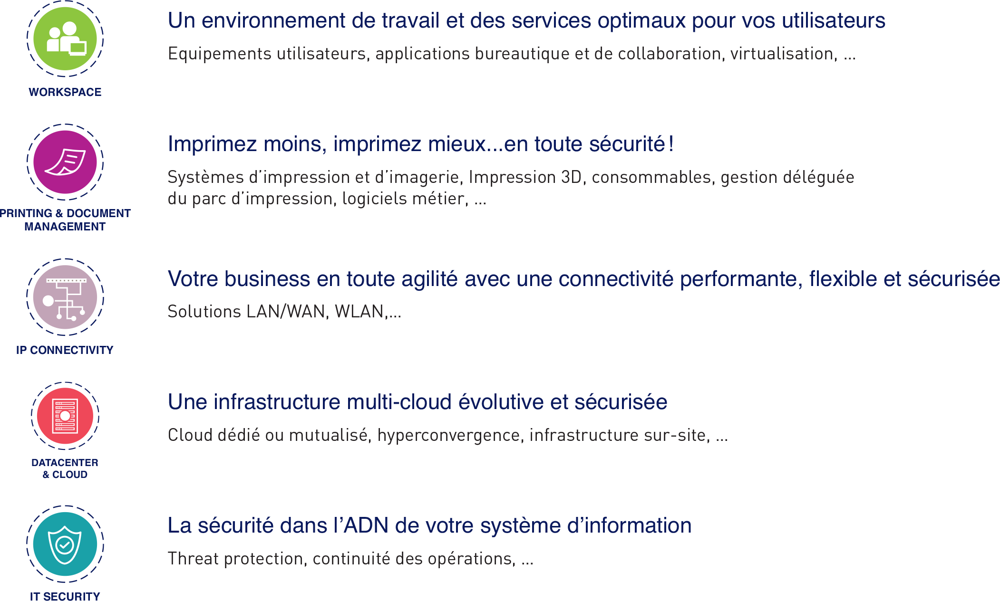 Un environnement de travail et des services optimaux pour vos utilisateurs
Equipements utilisateurs, applications bureautique et de collaboration, virtualisation, ...
WORKSPACE
Imprimez moins, imprimez mieux...en toute sécurité !
Systèmes d’impression et d’imagerie, Impression 3D, consommables, gestion déléguée
du parc d’impression, logiciels métier, ...
PRINTING & DOCUMENT
MANAGEMENT
Votre business en toute agilité avec une connectivité performante, flexible et sécurisée
Solutions LAN/WAN, WLAN,...
IP CONNECTIVITY
Une infrastructure multi-cloud évolutive et sécurisée
Cloud dédié ou mutualisé, hyperconvergence, infrastructure sur-site, ...
DATACENTER
& CLOUD
La sécurité dans l’ADN de votre système d’information
Threat protection, continuité des opérations, ...
IT SECURITY